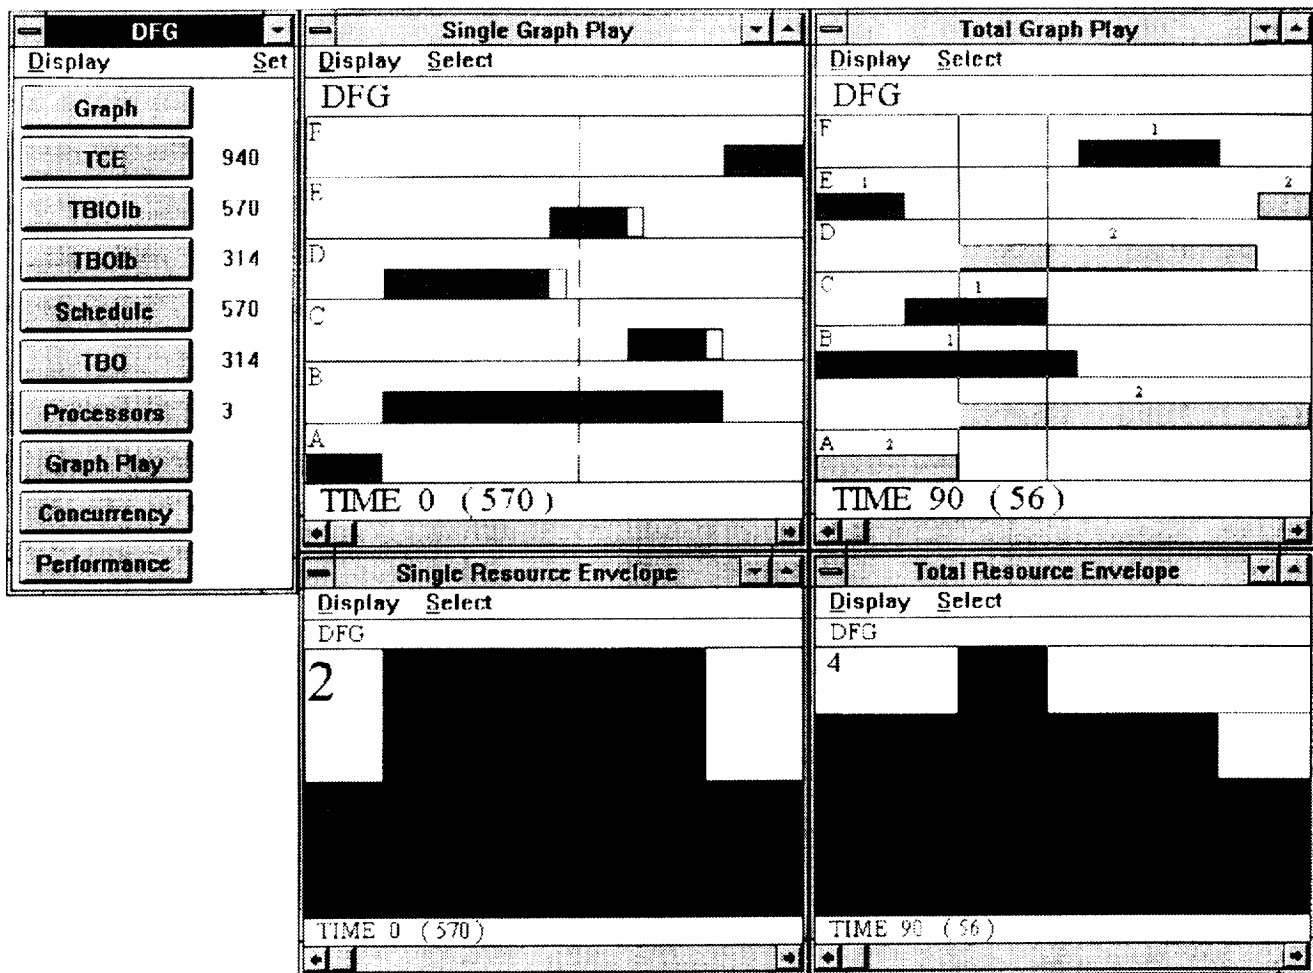 DFG
Display Set
Graph
TCE 940
TBIOlb 570
TBOlb 314
Schedule 570
TBO 314
Processors 3
Graph Play
Concurrency
Performance
Single Graph Play
Display Select
DFG
F
E
D
C
B
A
TIME 0 (570)
Total Graph Play
Display Select
DFG
F 1
E 1 2
D 2
C 1
B 1
2
A 2
TIME 90 (56)
Single Resource Envelope
Display Select
DFG
2
TIME 0 (570)
Total Resource Envelope
Display Select
DFG
4
TIME 90 (56)